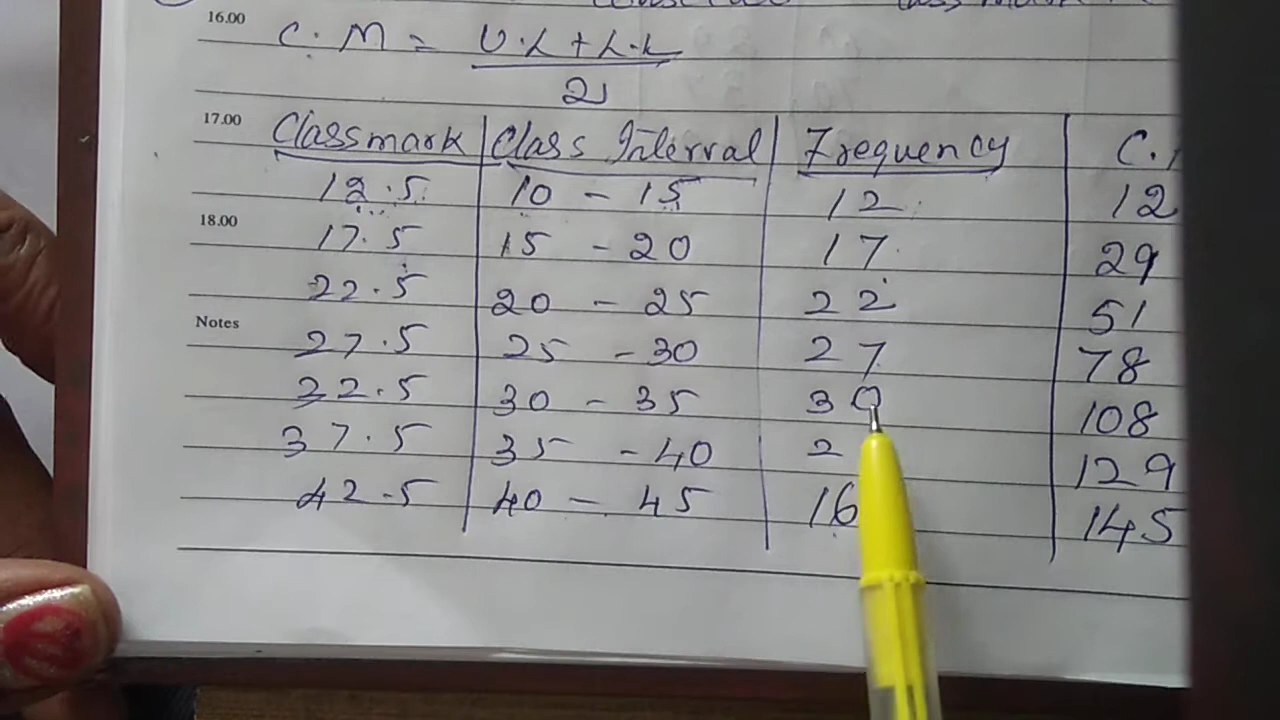 16.00
C.M = U.L + L.L
2
17.00
Classmark Class Interval Frequency C.
12.5 10 - 15 12 12
18.00
17.5 15 - 20 17 29
22.5 20 - 25 22 51
Notes
27.5 25 - 30 27 78
32.5 30 - 35 30 108
37.5 35 - 40 2 129
42.5 40 - 45 16 145